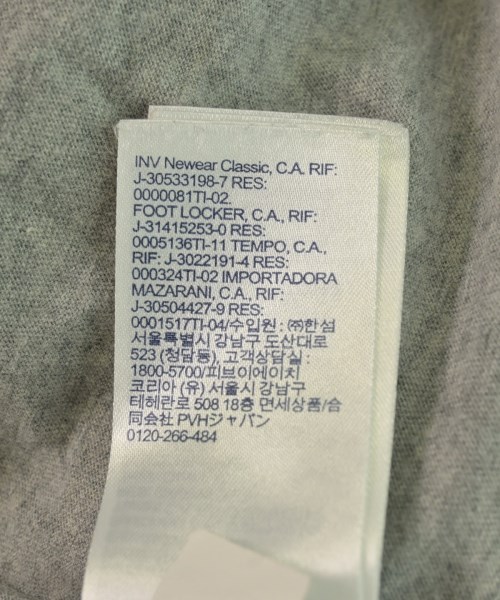 INV Newear Classic, C.A. RIF:
J-30533198-7 RES:
0000081TI-02.
FOOT LOCKER, C.A., RIF:
J-31415253-0 RES:
0005136TI-11 TEMPO, C.A.,
RIF: J-3022191-4 RES:
000324TI-02 IMPORTADORA
MAZARANI, C.A., RIF:
J-30504427-9 RES:
0001517TI-04/수입원 : ㈜한섬
서울특별시 강남구 도산대로
523 (청담동), 고객상담실 :
1800-5700/피브이에이치
코리아 (유) 서울시 강남구
테헤란로 508 18층 면세상품/合
同会社 PVHジャパン
0120-266-484